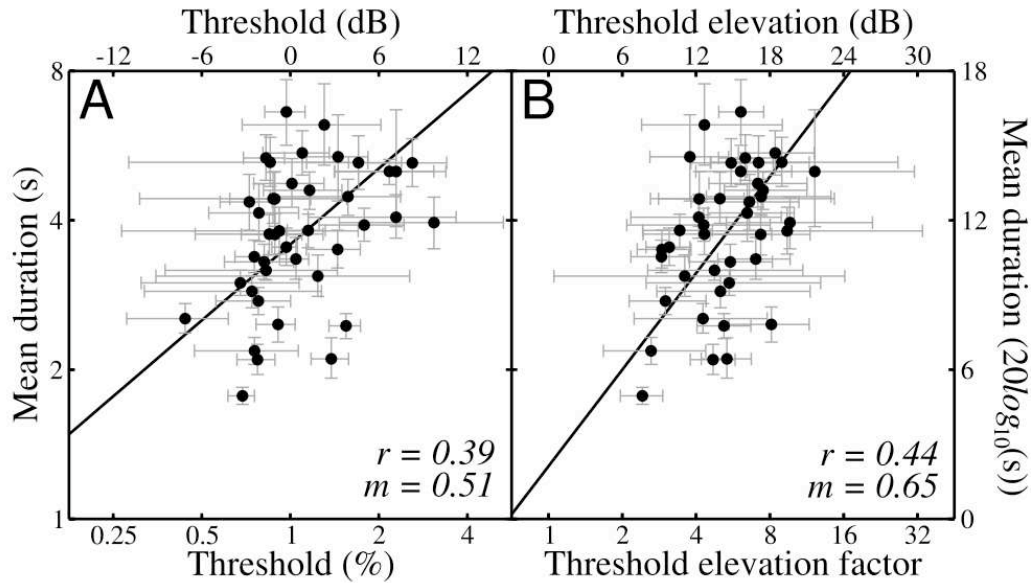 Threshold (dB)
Threshold elevation (dB)
-12 -6 0 6 12
0 6 12 18 24 30
8
A
B
18
Mean duration (s)
4
12
Mean duration (20log10(s))
2
6
r = 0.39
m = 0.51
r = 0.44
m = 0.65
1
0
0.25 0.5 1 2 4
1 2 4 8 16 32
Threshold (%)
Threshold elevation factor